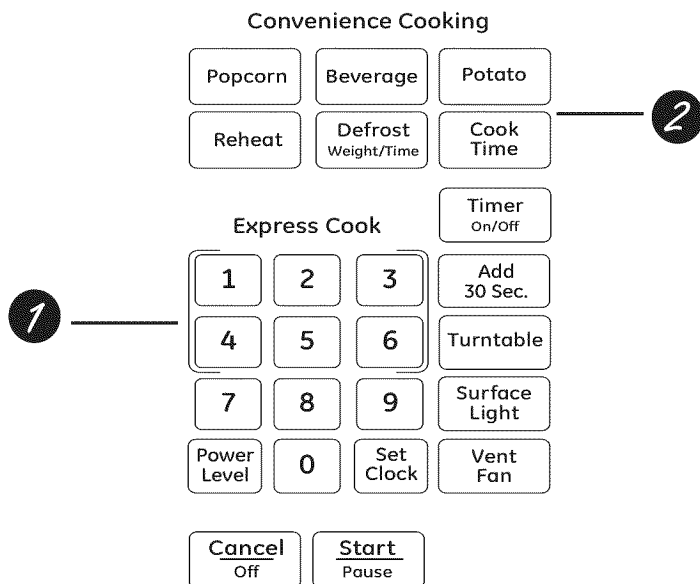 Convenience Cooking
Popcorn
Beverage
Potato
Reheat
Defrost
Weight/Time
Cook
Time
2
Timer
On/Off
Express Cook
1
2
3
Add
30 Sec.
1
4
5
6
Turntable
7
8
9
Surface
Light
Power
Level
0
Set
Clock
Vent
Fan
Cancel
Off
Start
Pause